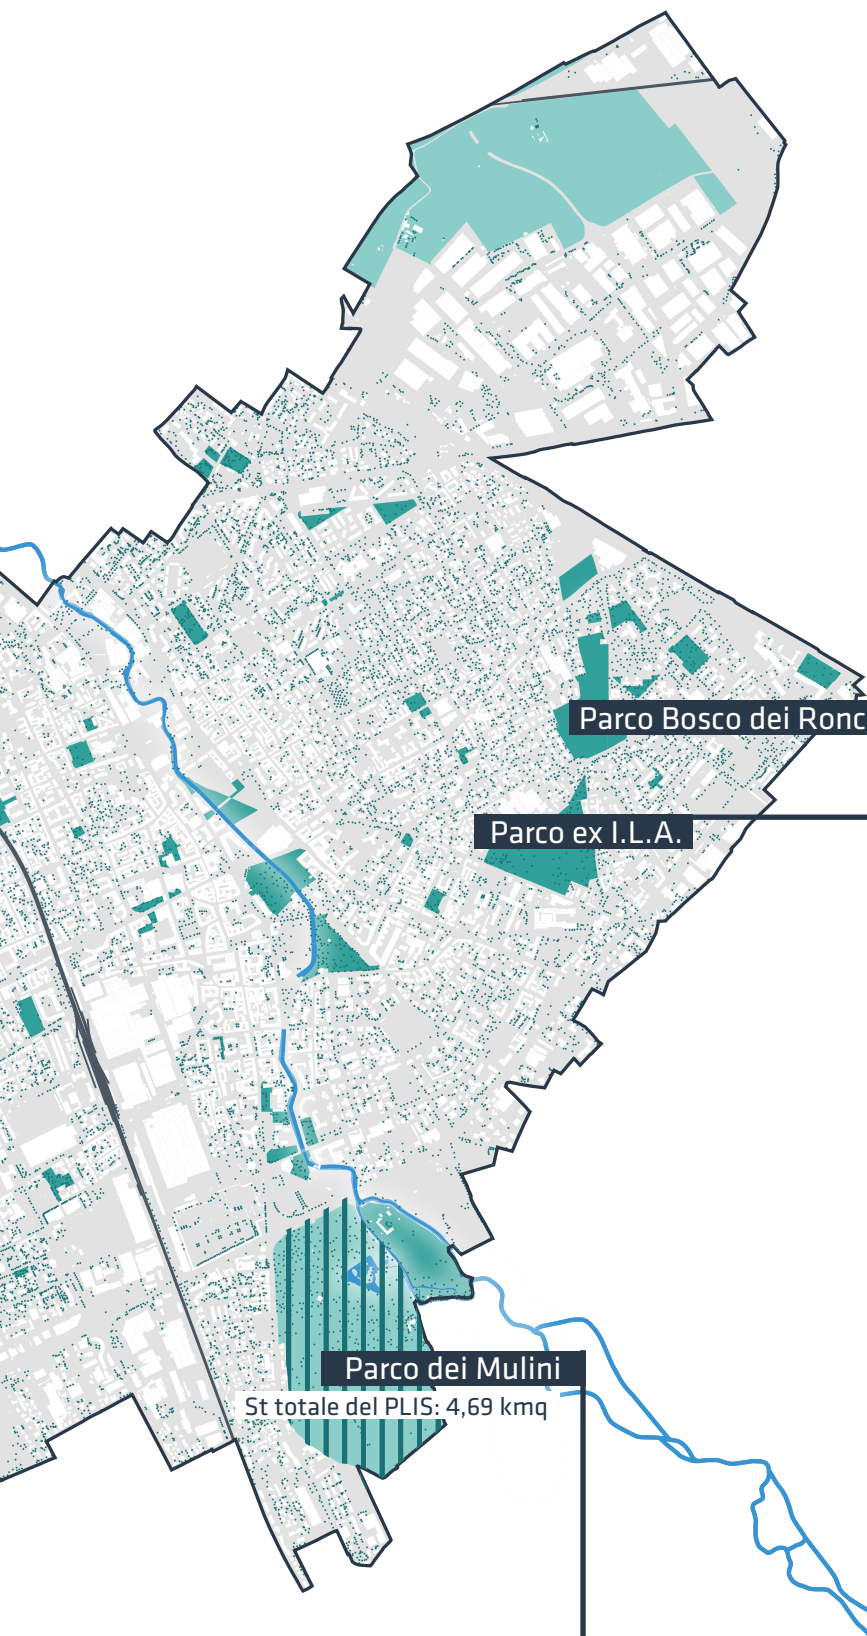 Parco Bosco dei Ronc
Parco ex I.L.A.
Parco dei Mulini
St totale del PLIS: 4,69 kmq